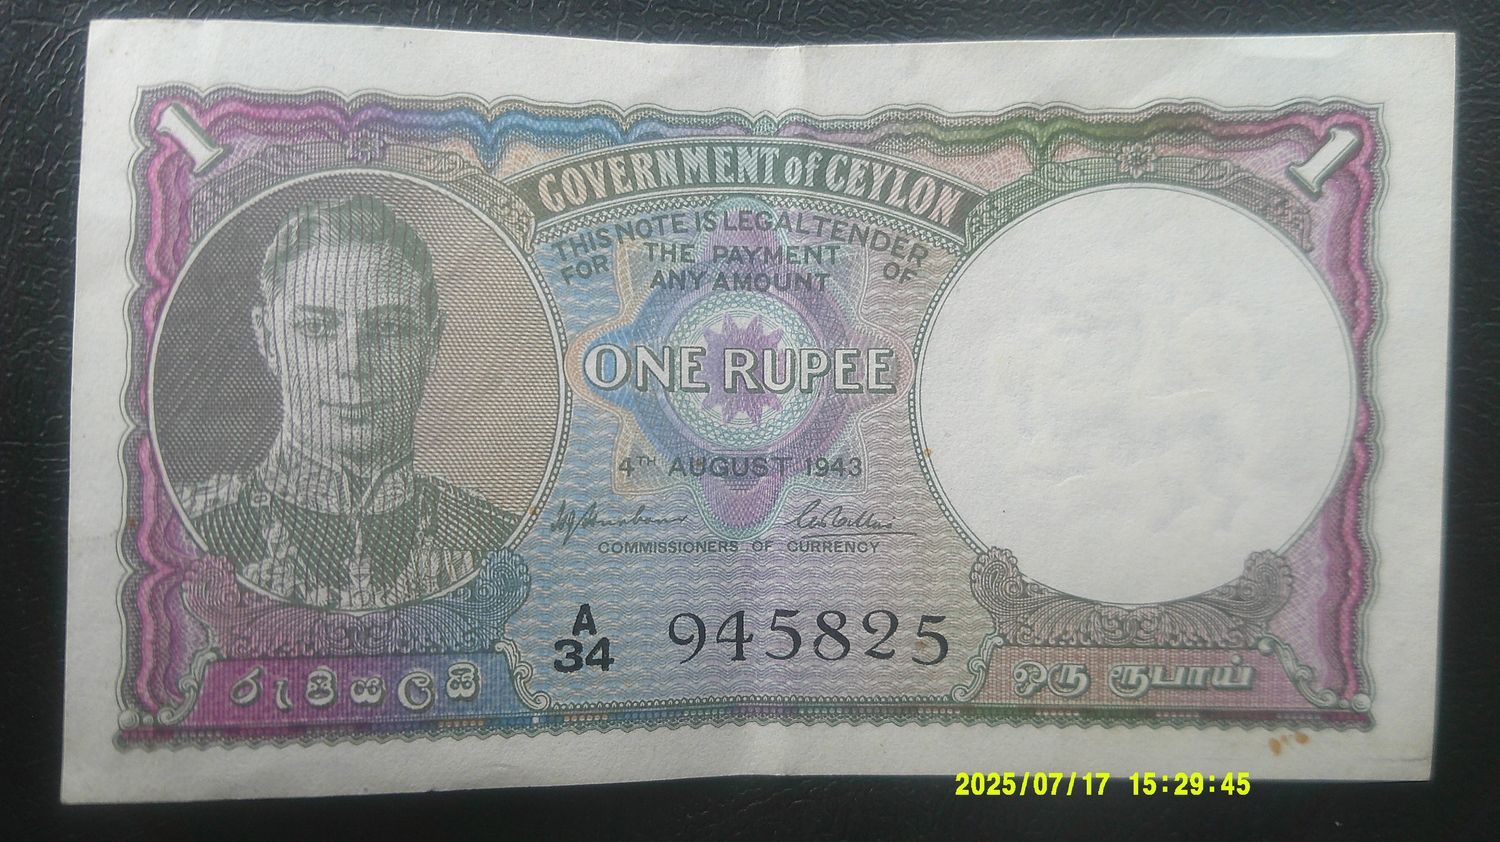 1
1
GOVERNMENT of CEYLON
THIS NOTE IS LEGAL TENDER
FOR THE PAYMENT OF
ANY AMOUNT
ONE RUPEE
4TH AUGUST 1943
COMMISSIONERS OF CURRENCY
A
34 945825
රුපියලයි
ஒரு ரூபாய்
2025/07/17 15:29:45